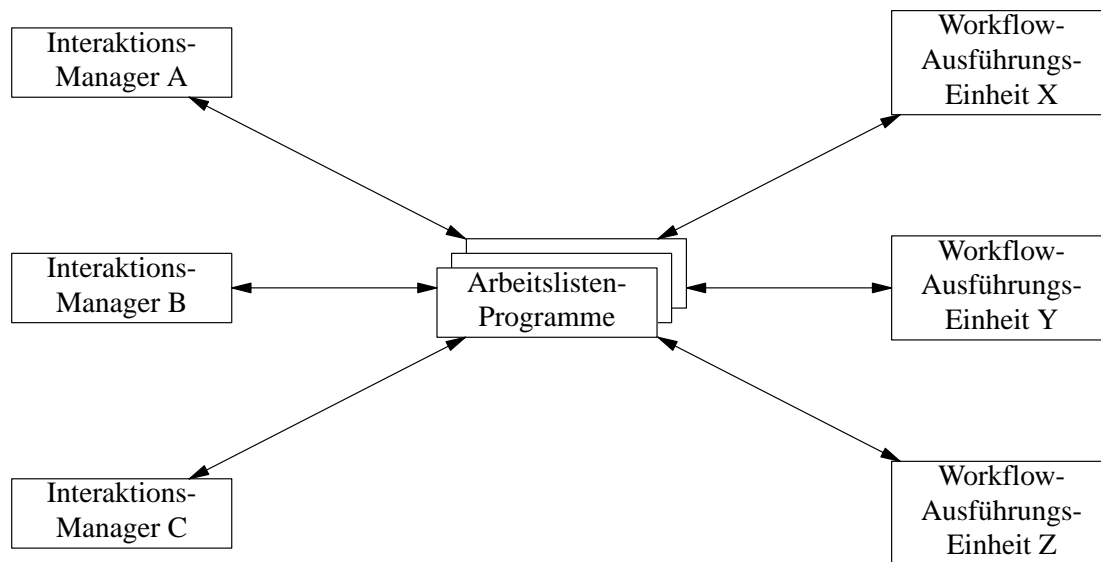 Interaktions-
Manager A
Workflow-
Ausführungs-
Einheit X
Interaktions-
Manager B
Arbeitslisten-
Programme
Workflow-
Ausführungs-
Einheit Y
Interaktions-
Manager C
Workflow-
Ausführungs-
Einheit Z